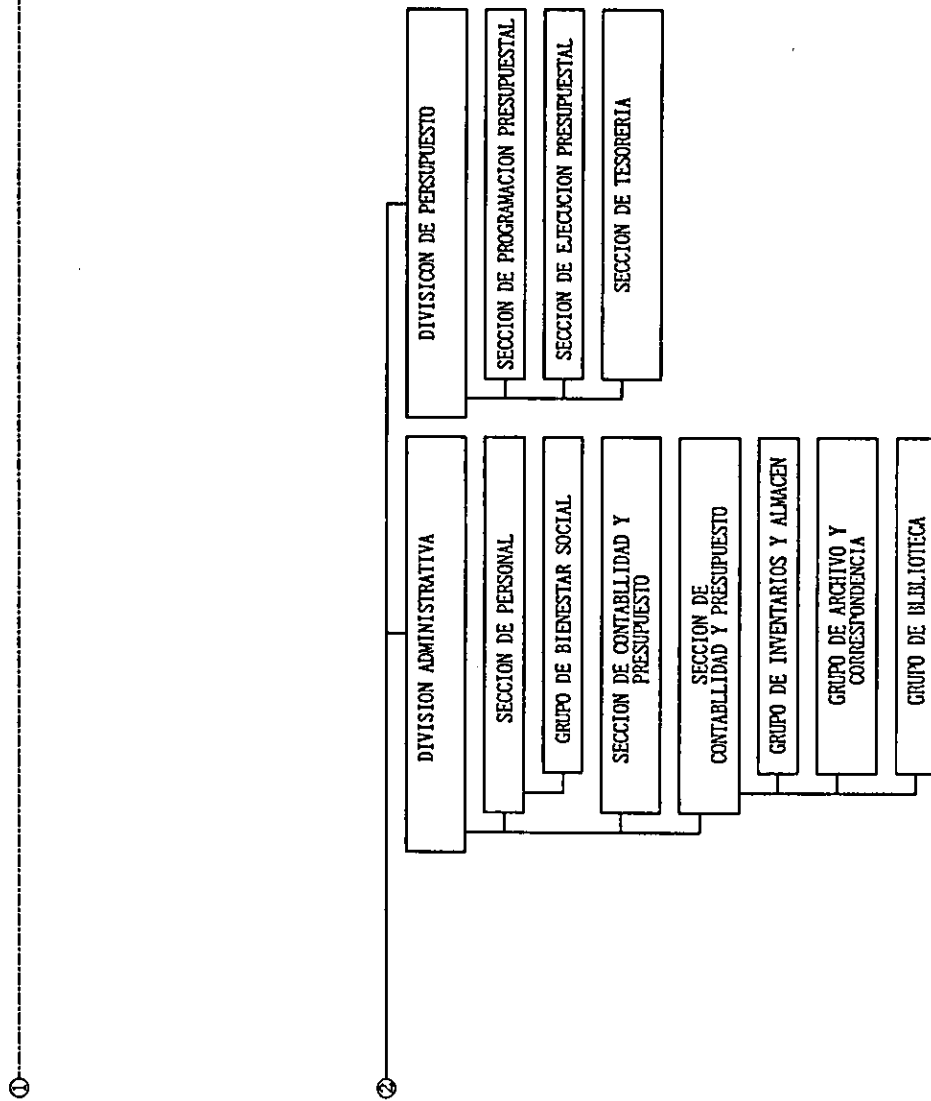 ①
②
DIVISION ADMINISTRATIVA
SECCION DE PERSONAL
GRUPO DE BIENESTAR SOCIAL
SECCION DE CONTABLLIDAD Y
PRESUPUESTO
SECCION DE
CONTABLLIDAD Y PRESUPUESTO
GRUPO DE INVENTARIOS Y ALMACEN
GRUPO DE ARCHIVO Y
CORRESPONDENCIA
GRUPO DE BLBLIOTECA
DIVISICON DE PERSUPUESTO
SECCION DE PROGRAMACION PRESUPUESTAL
SECCION DE EJECUCION PRESUPUESTAL
SECCION DE TESORERIA